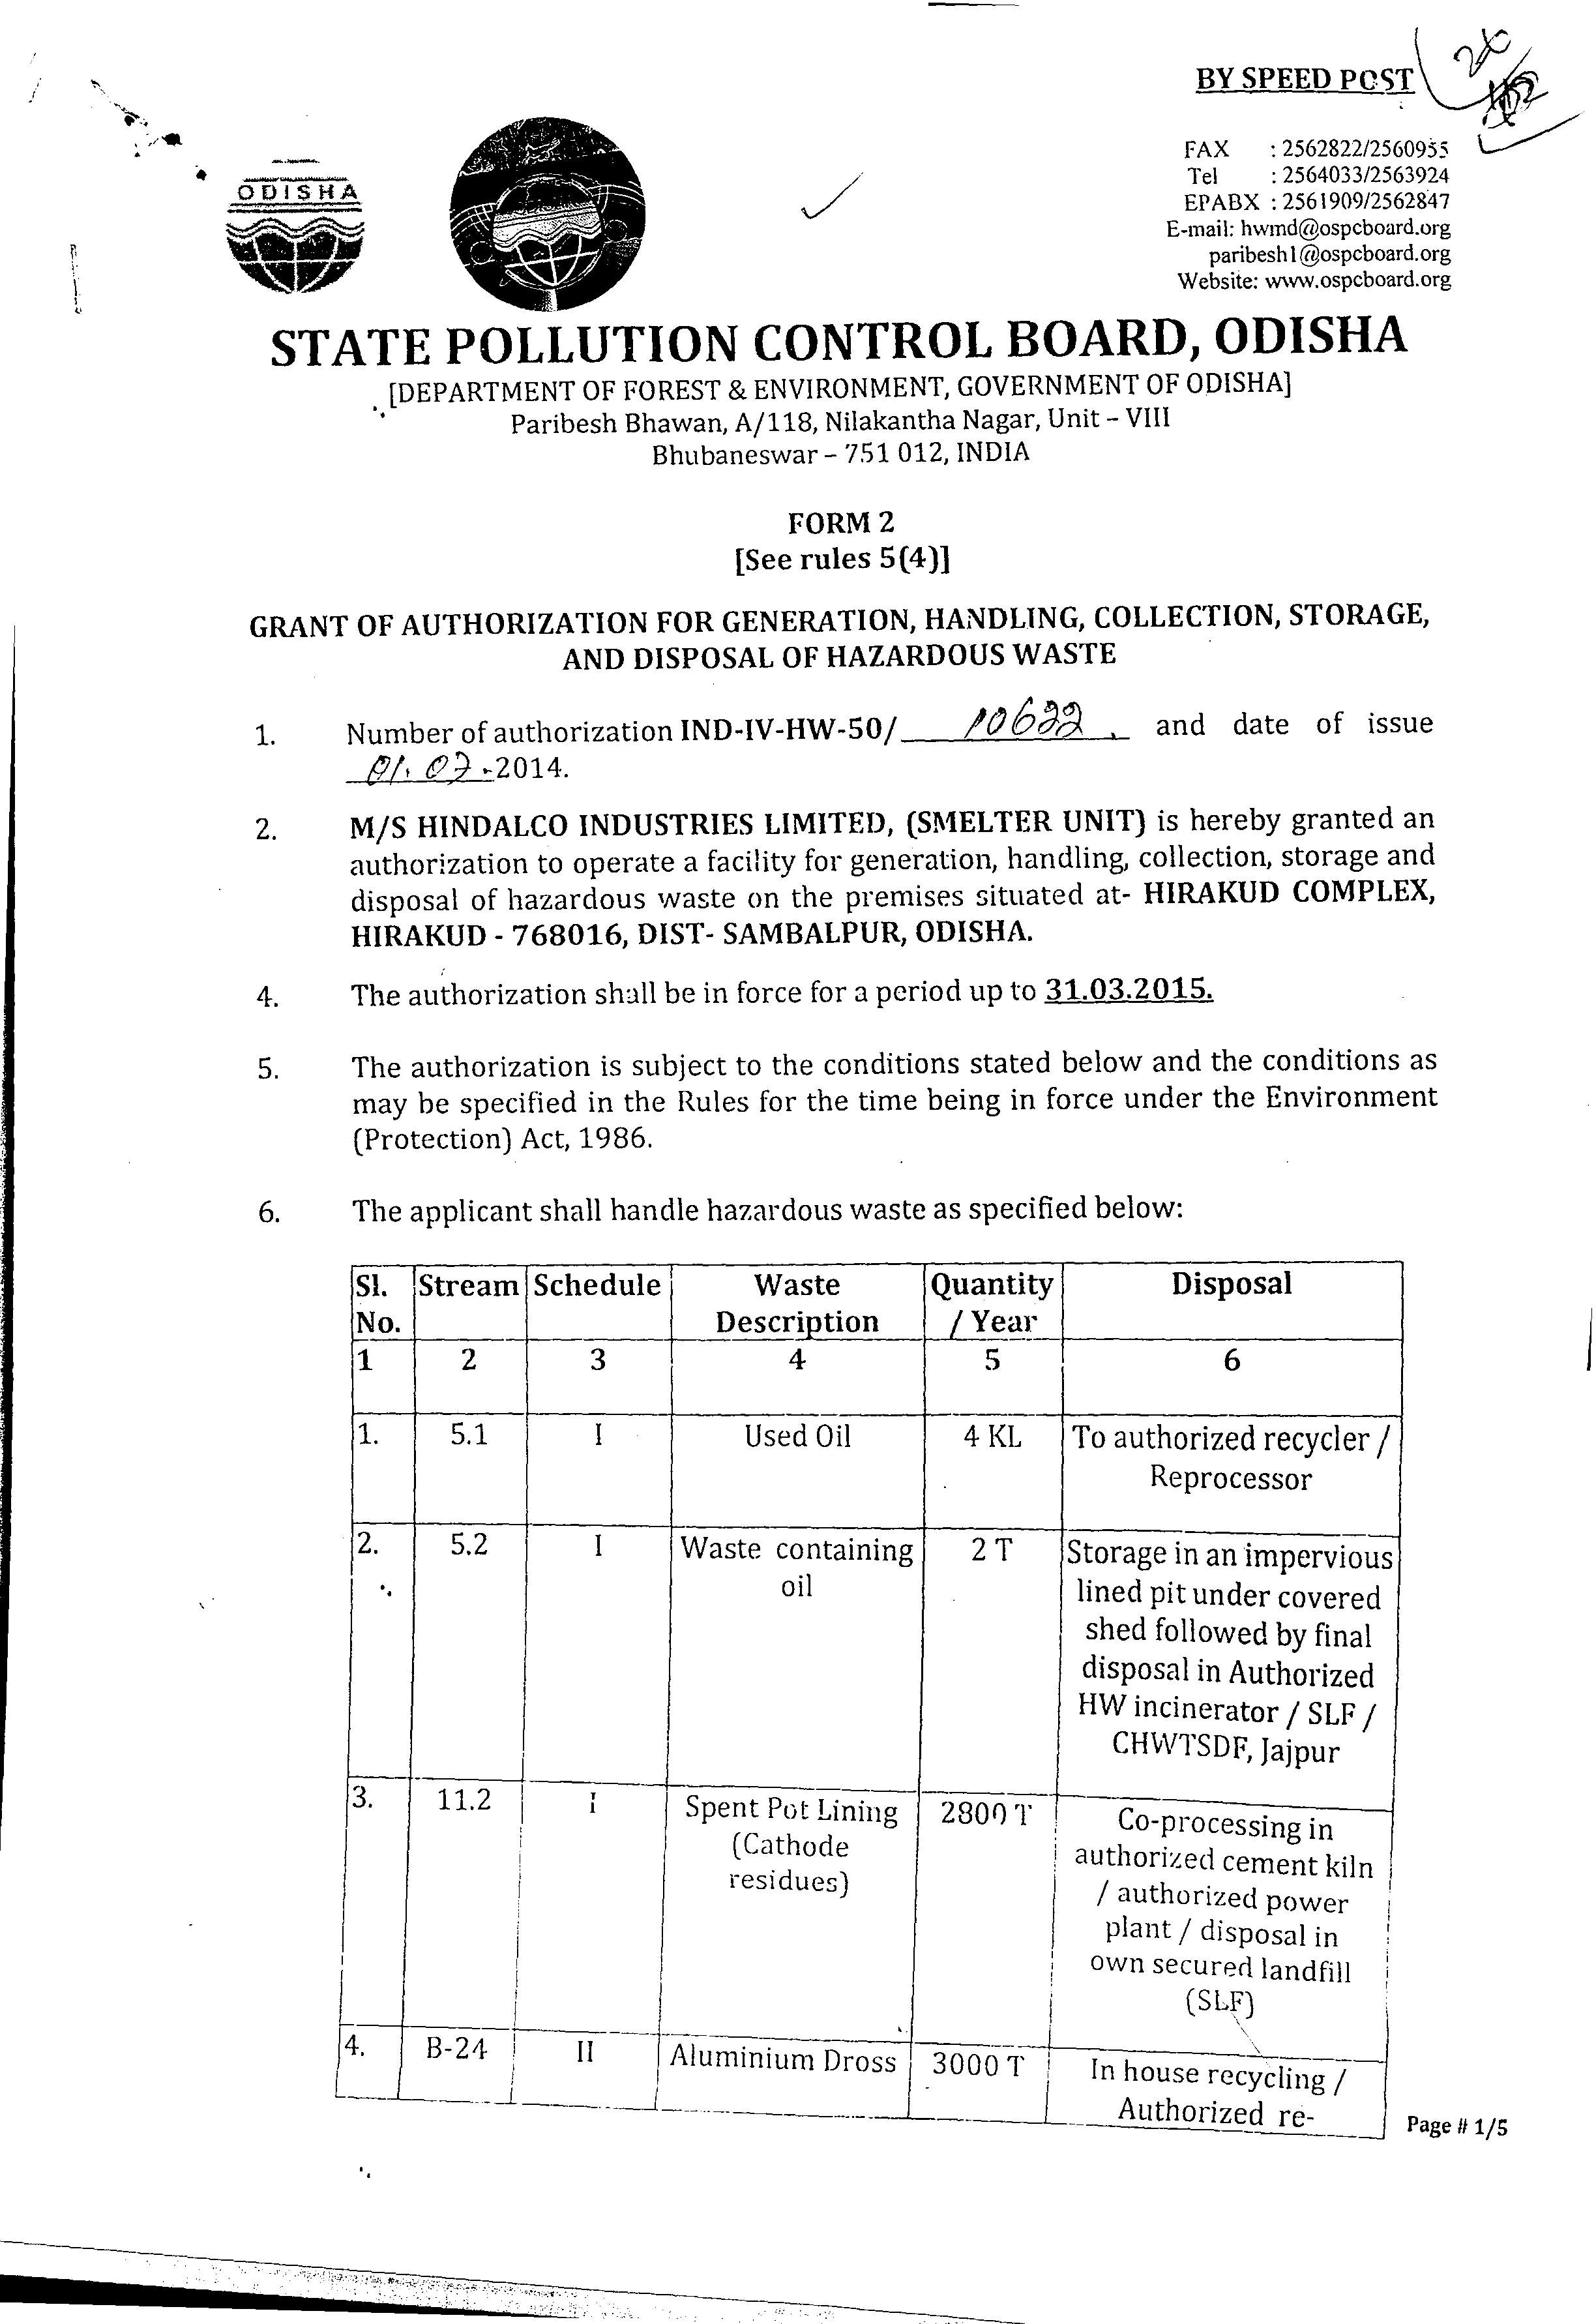 BY SPEED POST
FAX : 2562822/2560955
Tel : 2564033/2563924
EPABX : 2561909/2562847
E-mail: hwmd@ospcboard.org
paribesh1@ospcboard.org
Website: www.ospcboard.org
ODISHA
STATE POLLUTION CONTROL BOARD, ODISHA
[DEPARTMENT OF FOREST & ENVIRONMENT, GOVERNMENT OF ODISHA]
Paribesh Bhawan, A/118, Nilakantha Nagar, Unit – VIII
Bhubaneswar – 751 012, INDIA
FORM 2
[See rules 5(4)]
GRANT OF AUTHORIZATION FOR GENERATION, HANDLING, COLLECTION, STORAGE,
AND DISPOSAL OF HAZARDOUS WASTE
1. Number of authorization IND-IV-HW-50/ 10622 and date of issue
01.07.2014.
2. M/S HINDALCO INDUSTRIES LIMITED, (SMELTER UNIT) is hereby granted an
authorization to operate a facility for generation, handling, collection, storage and
disposal of hazardous waste on the premises situated at- HIRAKUD COMPLEX,
HIRAKUD - 768016, DIST- SAMBALPUR, ODISHA.
4. The authorization shall be in force for a period up to 31.03.2015.
5. The authorization is subject to the conditions stated below and the conditions as
may be specified in the Rules for the time being in force under the Environment
(Protection) Act, 1986.
6. The applicant shall handle hazardous waste as specified below:
Sl. Stream Schedule Waste Quantity Disposal
No. Description / Year
1 2 3 4 5 6
1. 5.1 I Used Oil 4 KL To authorized recycler /
Reprocessor
2. 5.2 I Waste containing 2 T Storage in an impervious
oil lined pit under covered
shed followed by final
disposal in Authorized
HW incinerator / SLF /
CHWTSDF, Jajpur
3. 11.2 I Spent Pot Lining 2800 T Co-processing in
(Cathode authorized cement kiln
residues) / authorized power
plant / disposal in
own secured landfill
(SLF)
4. B-24 II Aluminium Dross 3000 T In house recycling /
Authorized re-
Page # 1/5